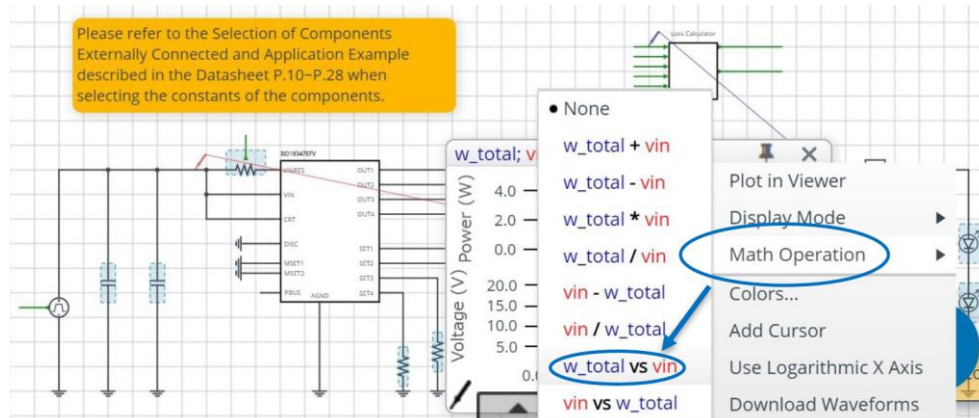 Please refer to the Selection of Components
Externally Connected and Application Example
described in the Datasheet P.10~P.28 when
selecting the constants of the components.
Loss Calculator
BD18347EFV
VINRES
VIN
CRT
DISC
MSET1
MSET2
PBUS
AGND
OUT1
OUT2
OUT3
OUT4
SET1
SET2
SET3
SET4
w_total; vi
Power (W)
4.0
2.0
0.0
Voltage (V)
20.0
15.0
10.0
5.0
0.0
None
w_total + vin
w_total - vin
w_total * vin
w_total / vin
vin - w_total
vin / w_total
w_total vs vin
vin vs w_total
Plot in Viewer
Display Mode
Math Operation
Colors...
Add Cursor
Use Logarithmic X Axis
Download Waveforms